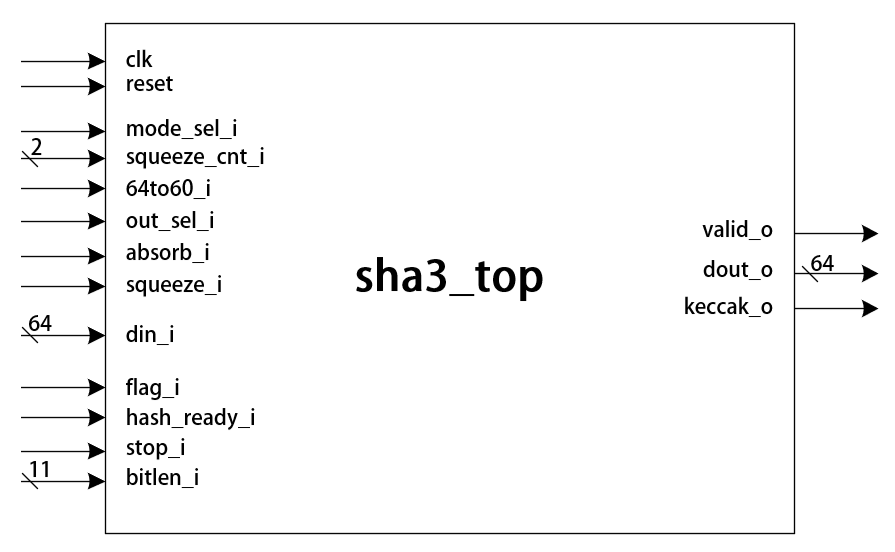 clk
reset
mode_sel_i
2
squeeze_cnt_i
64to60_i
out_sel_i
absorb_i
squeeze_i
64
din_i
flag_i
hash_ready_i
stop_i
11
bitlen_i
sha3_top
valid_o
dout_o
64
keccak_o